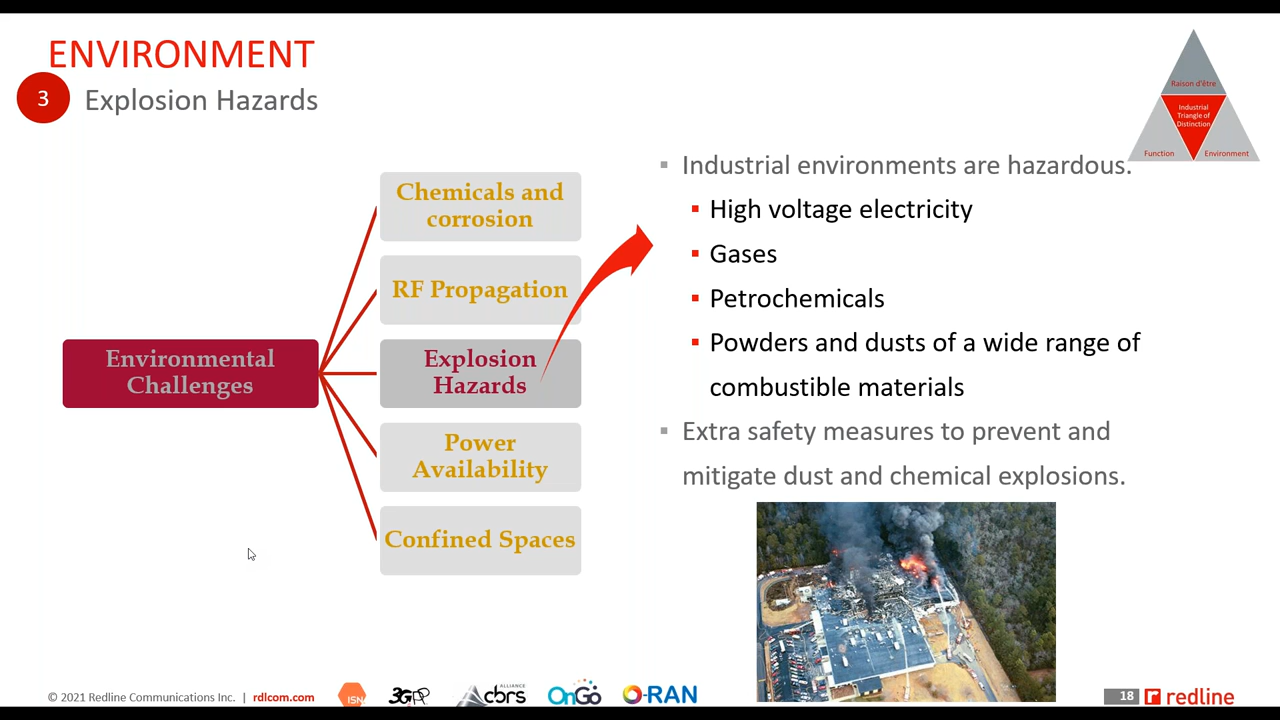 ENVIRONMENT
3
Explosion Hazards
Raison d'être
Industrial
Triangle of
Distinction
Function
Environment
Environmental
Challenges
Chemicals and
corrosion
RF Propagation
Explosion
Hazards
Power
Availability
Confined Spaces
▪ Industrial environments are hazardous.
▪ High voltage electricity
▪ Gases
▪ Petrochemicals
▪ Powders and dusts of a wide range of
combustible materials
▪ Extra safety measures to prevent and
mitigate dust and chemical explosions.
© 2021 Redline Communications Inc. | rdlcom.com
ISN
3GPP
cbrs ALLIANCE
OnGo
O-RAN
18
redline